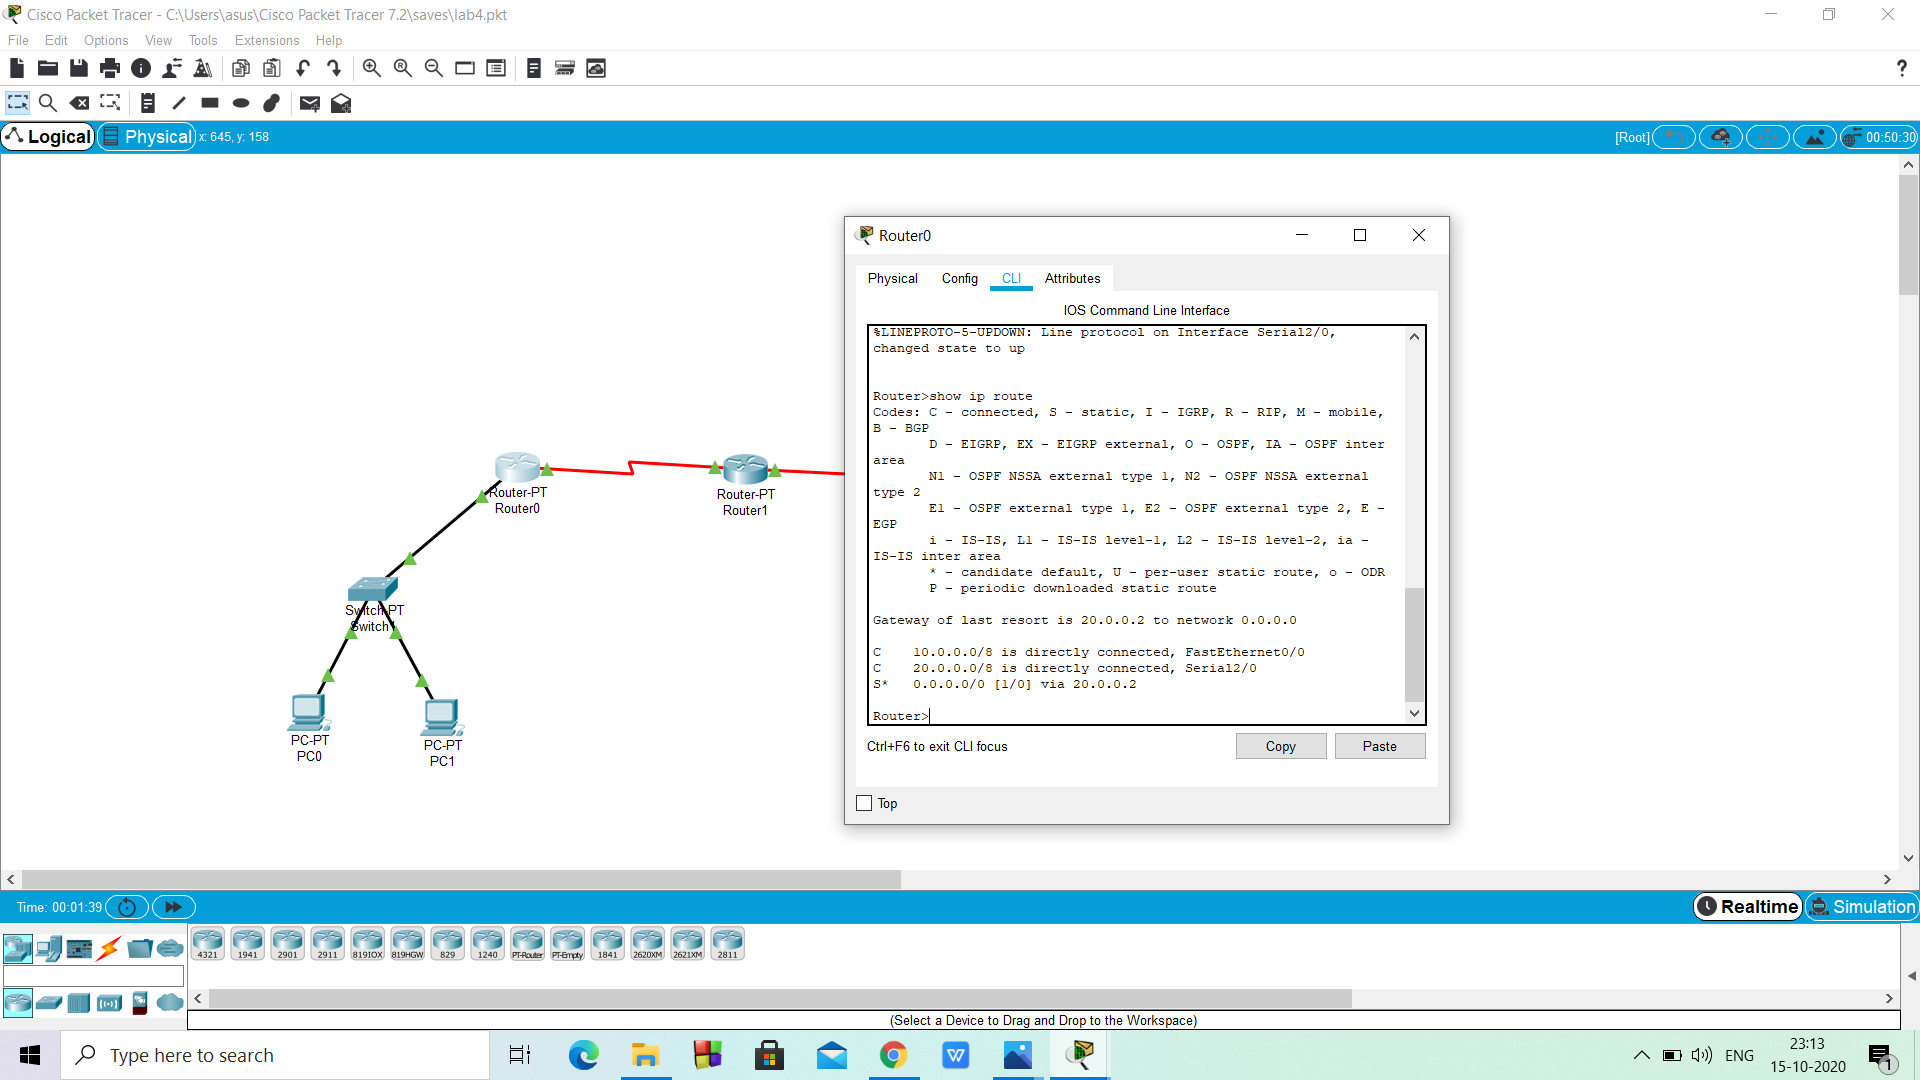 Cisco Packet Tracer - C:\Users\asus\Cisco Packet Tracer 7.2\saves\lab4.pkt
File Edit Options View Tools Extensions Help
?
Logical Physical x: 645, y: 158 [Root] 00:50:30
Router0
Physical Config CLI Attributes
IOS Command Line Interface
%LINEPROTO-5-UPDOWN: Line protocol on Interface Serial2/0,
changed state to up
Router>show ip route
Codes: C - connected, S - static, I - IGRP, R - RIP, M - mobile,
B - BGP
D - EIGRP, EX - EIGRP external, O - OSPF, IA - OSPF inter
area
N1 - OSPF NSSA external type 1, N2 - OSPF NSSA external
type 2
E1 - OSPF external type 1, E2 - OSPF external type 2, E -
EGP
i - IS-IS, L1 - IS-IS level-1, L2 - IS-IS level-2, ia -
IS-IS inter area
* - candidate default, U - per-user static route, o - ODR
P - periodic downloaded static route
Gateway of last resort is 20.0.0.2 to network 0.0.0.0
C 10.0.0.0/8 is directly connected, FastEthernet0/0
C 20.0.0.0/8 is directly connected, Serial2/0
S* 0.0.0.0/0 [1/0] via 20.0.0.2
Router>
Ctrl+F6 to exit CLI focus Copy Paste
Top
Router-PT
Router0
Router-PT
Router1
Switch-PT
Switch1
PC-PT
PC0
PC-PT
PC1
Time: 00:01:39 Realtime Simulation
4321 1941 2901 2911 819IOX 819HGW 829 1240 PT-Router PT-Empty 1841 2620XM 2621XM 2811
(Select a Device to Drag and Drop to the Workspace)
Type here to search
ENG
23:13
15-10-2020
1